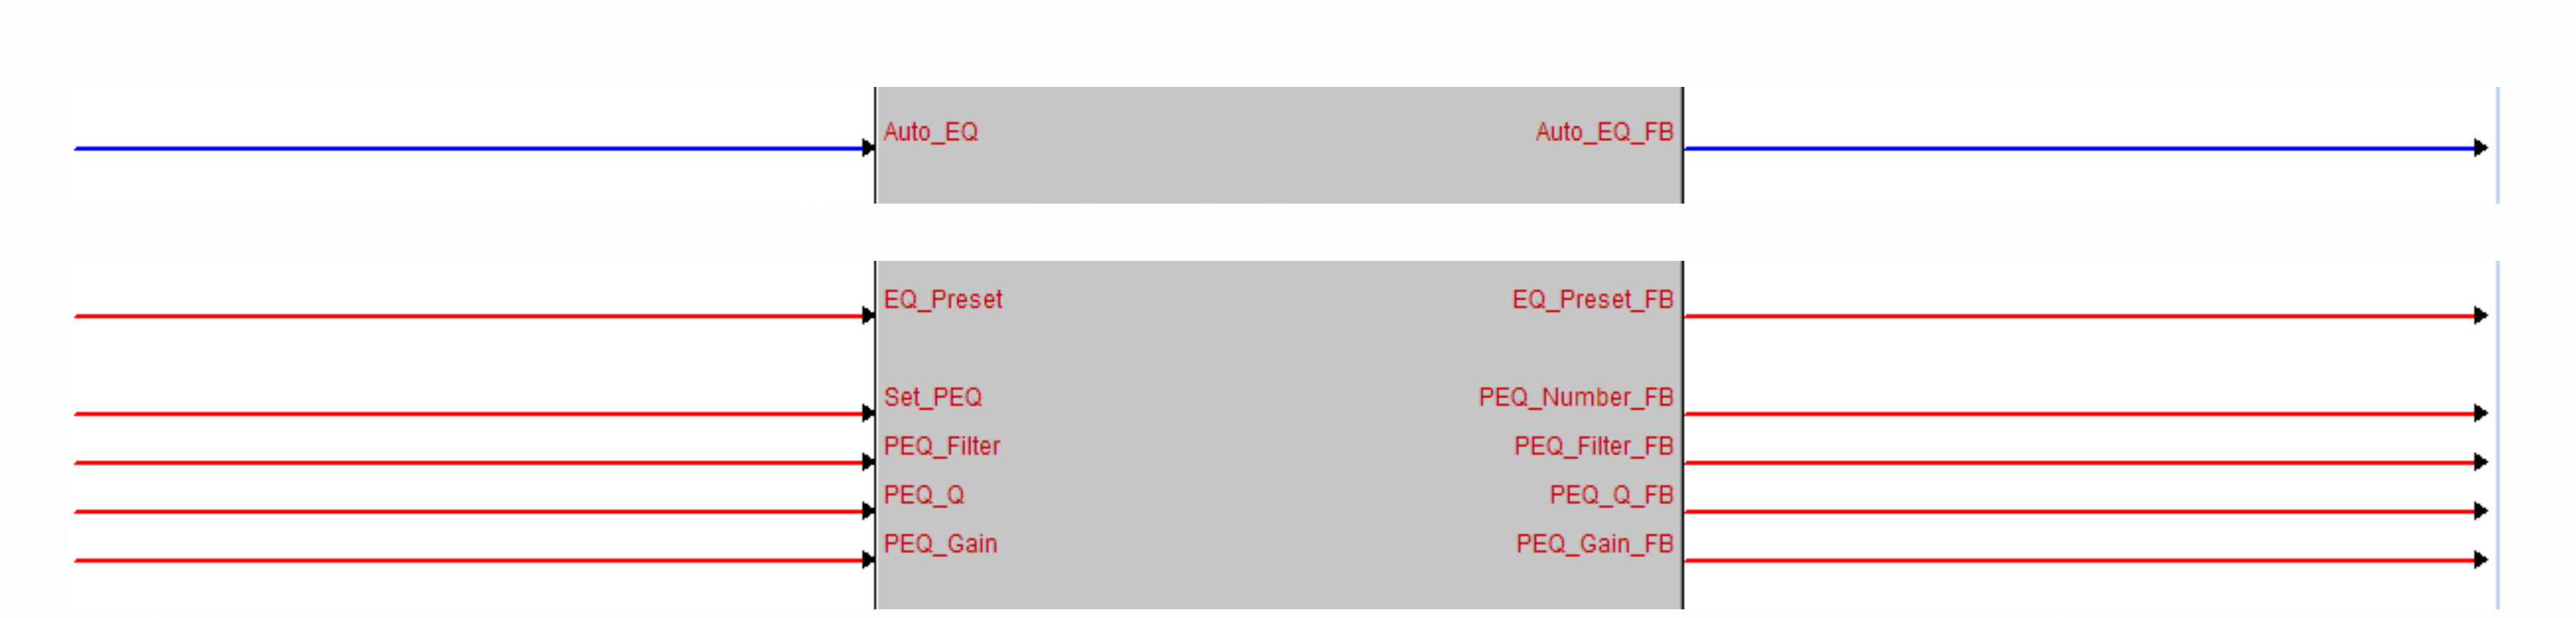 Auto_EQ Auto_EQ_FB
EQ_Preset EQ_Preset_FB
Set_PEQ PEQ_Number_FB
PEQ_Filter PEQ_Filter_FB
PEQ_Q PEQ_Q_FB
PEQ_Gain PEQ_Gain_FB